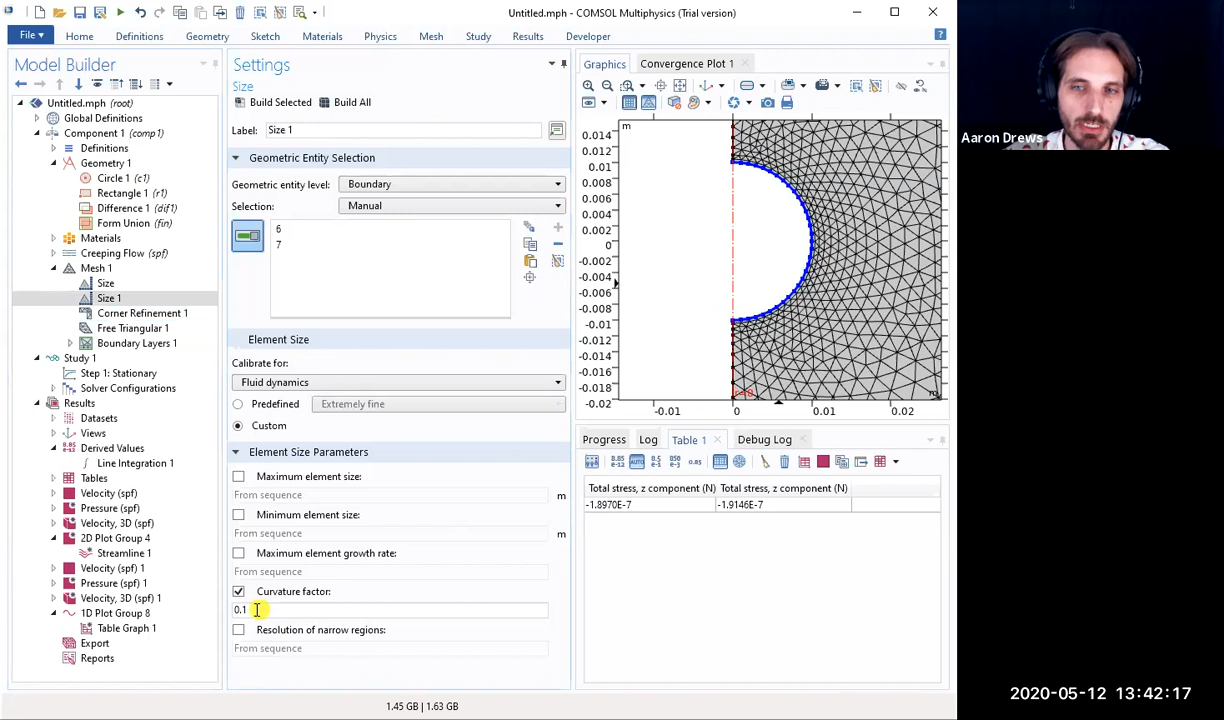 Untitled.mph - COMSOL Multiphysics (Trial version)
File Home Definitions Geometry Sketch Materials Physics Mesh Study Results Developer
Model Builder
Untitled.mph (root)
Global Definitions
Component 1 (comp1)
Definitions
Geometry 1
Circle 1 (c1)
Rectangle 1 (r1)
Difference 1 (dif1)
Form Union (fin)
Materials
Creeping Flow (spf)
Mesh 1
Size
Size 1
Corner Refinement 1
Free Triangular 1
Boundary Layers 1
Study 1
Step 1: Stationary
Solver Configurations
Results
Datasets
Views
Derived Values
Line Integration 1
Tables
Velocity (spf)
Pressure (spf)
Velocity, 3D (spf)
2D Plot Group 4
Streamline 1
Velocity (spf) 1
Pressure (spf) 1
Velocity, 3D (spf) 1
1D Plot Group 8
Table Graph 1
Export
Reports
Settings
Size
Build Selected Build All
Label: Size 1
Geometric Entity Selection
Geometric entity level: Boundary
Selection: Manual
6
7
Element Size
Calibrate for:
Fluid dynamics
Predefined Extremely fine
Custom
Element Size Parameters
Maximum element size:
From sequence m
Minimum element size:
From sequence m
Maximum element growth rate:
From sequence
Curvature factor:
0.1
Resolution of narrow regions:
From sequence
Graphics Convergence Plot 1
m
0.014
0.012
0.01
0.008
0.006
0.004
0.002
0
-0.002
-0.004
-0.006
-0.008
-0.01
-0.012
-0.014
-0.016
-0.018
-0.02
r=0 m
-0.01 0 0.01 0.02
Progress Log Table 1 Debug Log
8.85 e-12 AUTO 8.5 e-1 850 e-3 0.85
Total stress, z component (N) Total stress, z component (N)
-1.8970E-7 -1.9146E-7
1.45 GB | 1.63 GB
Aaron Drews
2020-05-12 13:42:17